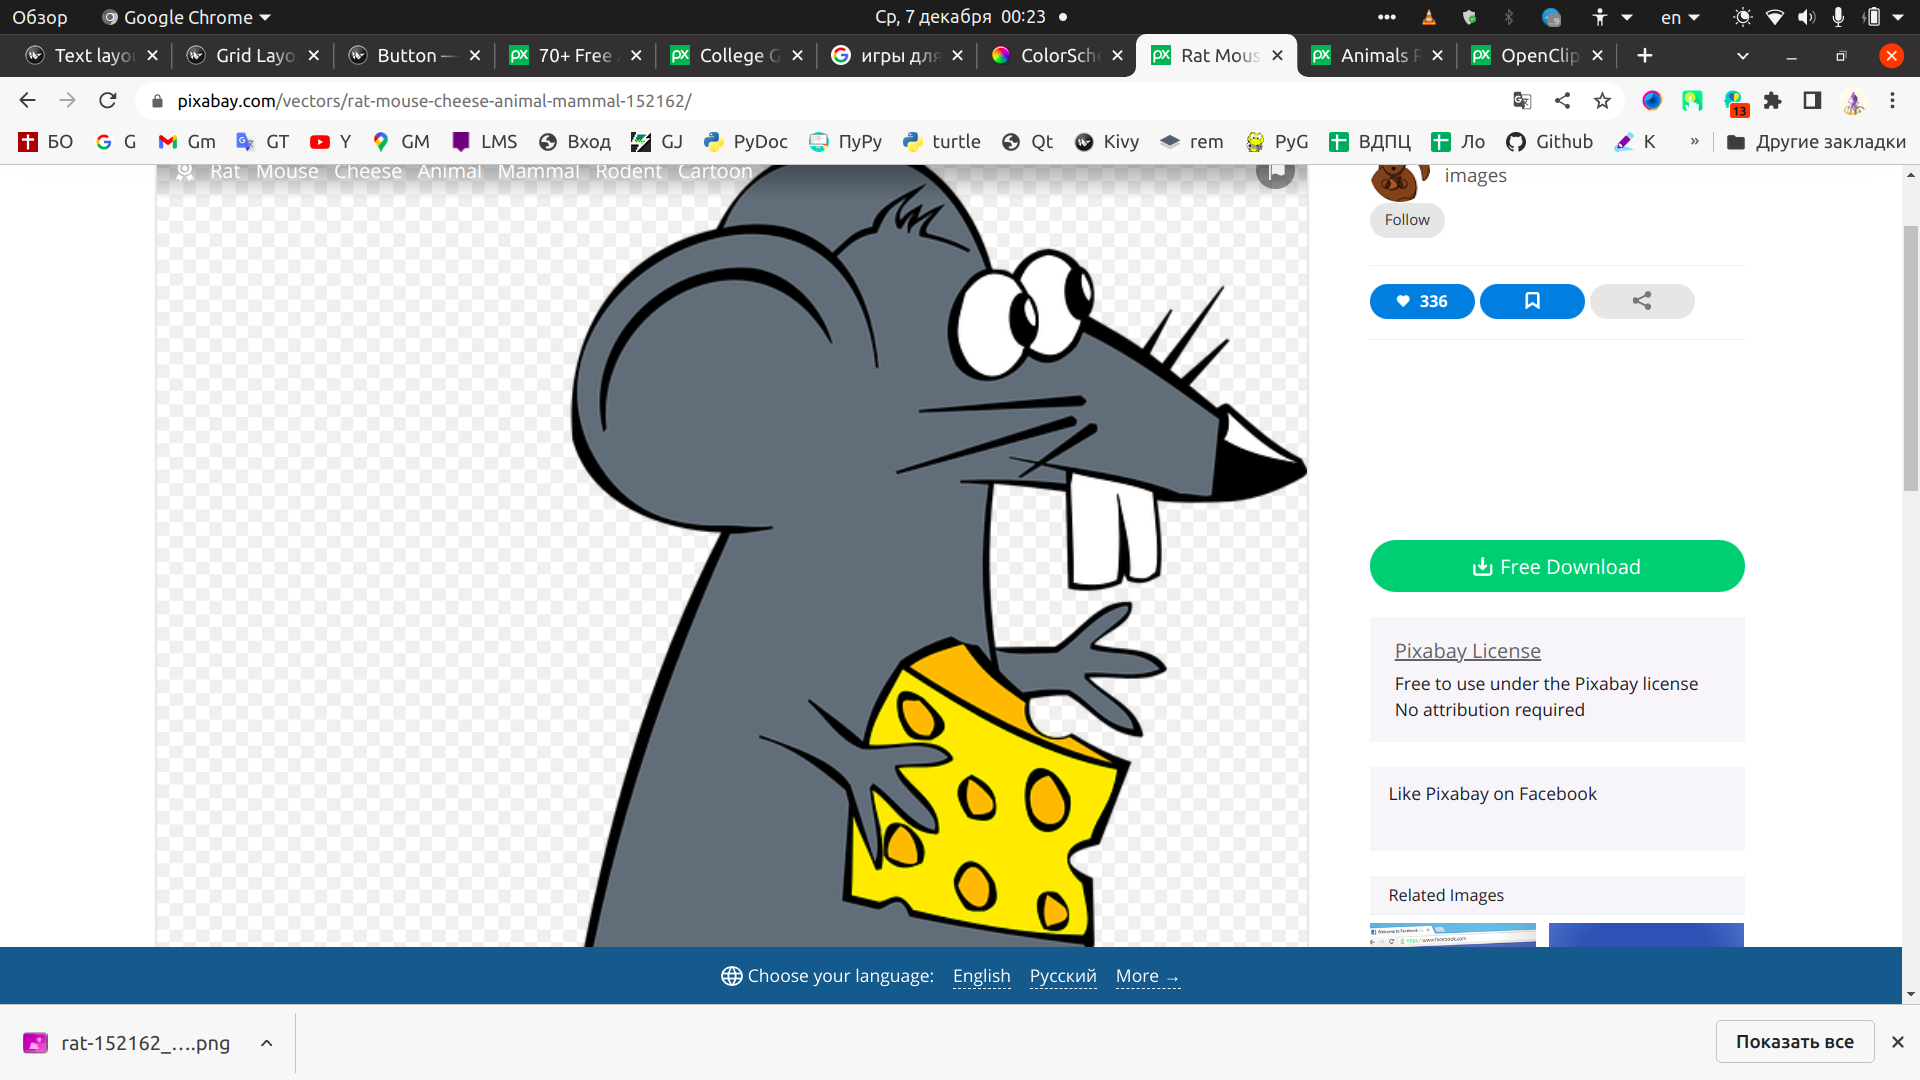 Обзор
Google Chrome
Ср, 7 декабря 00:23
en
Text layou
Grid Layo
Button —
70+ Free
College G
игры для
ColorSche
Rat Mous
Animals R
OpenClip
pixabay.com/vectors/rat-mouse-cheese-animal-mammal-152162/
13
БО
G
Gm
GT
Y
GM
LMS
Вход
GJ
PyDoc
ПуРу
turtle
Qt
Kivy
rem
PyG
ВДПЦ
Ло
Github
К
»
Другие закладки
Rat Mouse Cheese Animal Mammal Rodent Cartoon
images
Follow
336
Free Download
Pixabay License
Free to use under the Pixabay license
No attribution required
Like Pixabay on Facebook
Related Images
Choose your language: English Русский More →
rat-152162_....png
Показать все